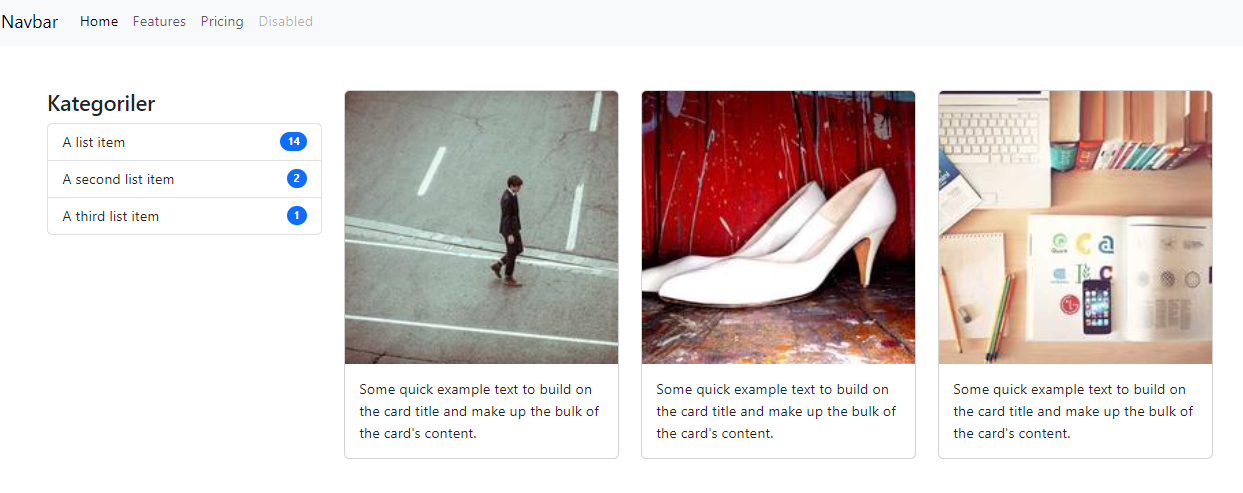 Navbar Home Features Pricing Disabled
Kategoriler
A list item 14
A second list item 2
A third list item 1
Some quick example text to build on
the card title and make up the bulk of
the card's content.
Some quick example text to build on
the card title and make up the bulk of
the card's content.
Some quick example text to build on
the card title and make up the bulk of
the card's content.